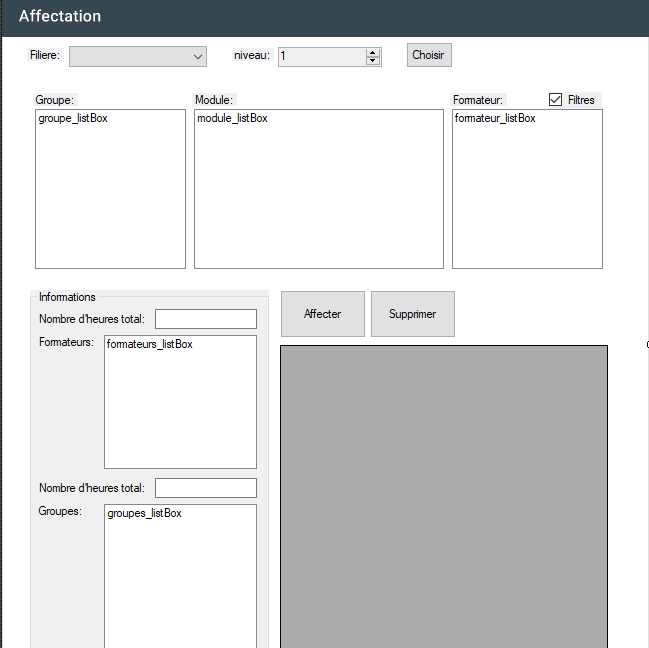 Affectation
Filiere:
niveau: 1
Choisir
Groupe:
Module:
Formateur:
Filtres
groupe_listBox
module_listBox
formateur_listBox
Informations
Nombre d'heures total:
Formateurs:
formateurs_listBox
Nombre d'heures total:
Groupes:
groupes_listBox
Affecter
Supprimer